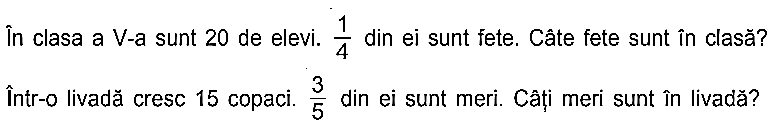 În clasa a V-a sunt 20 de elevi. 1/4 din ei sunt fete. Câte fete sunt în clasă?
Într-o livadă cresc 15 copaci. 3/5 din ei sunt meri. Câți meri sunt în livadă?